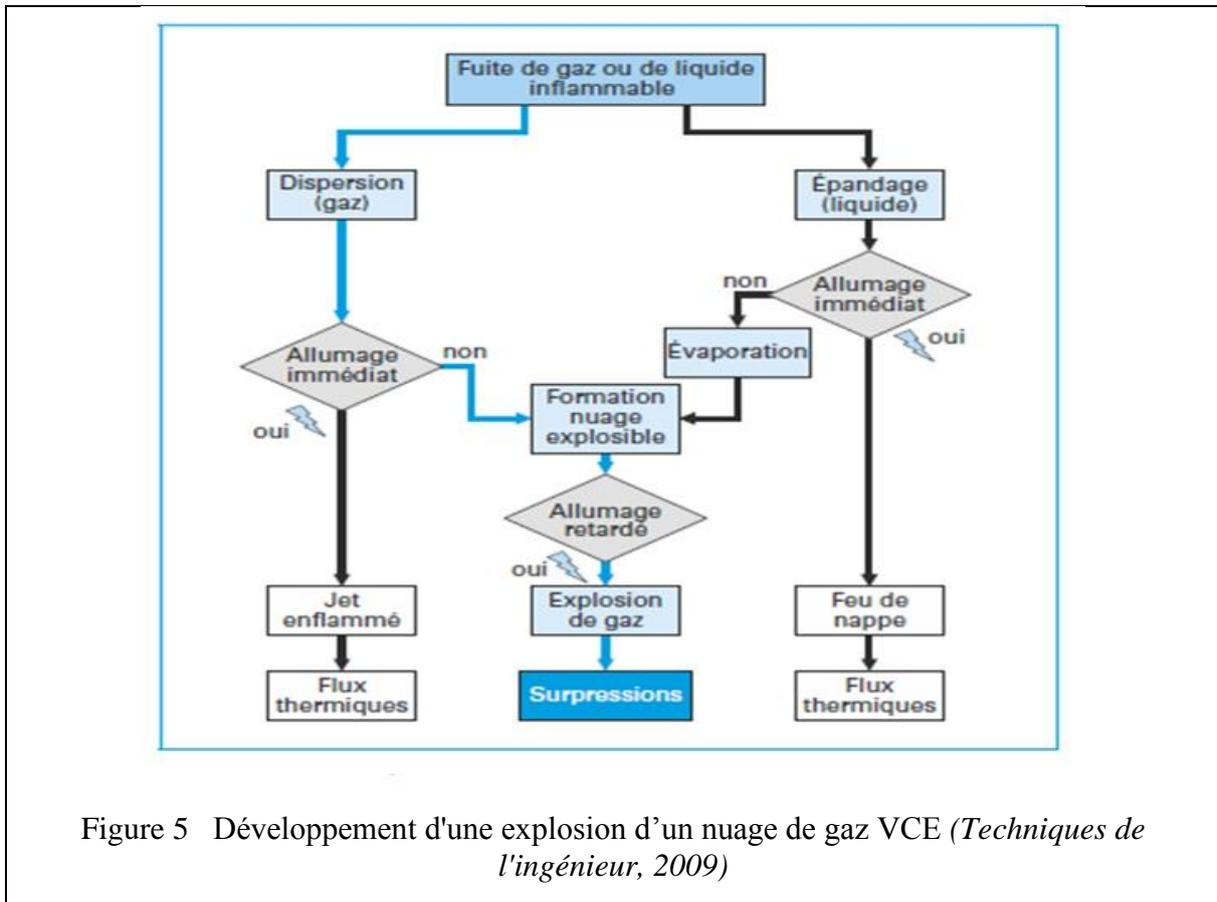 Fuite de gaz ou de liquide
inflammable
Dispersion
(gaz)
Épandage
(liquide)
Allumage
immédiat
non
oui
Évaporation
Allumage
immédiat
non
oui
Formation
nuage
explosible
Allumage
retardé
oui
Jet
enflammé
Explosion
de gaz
Feu de
nappe
Flux
thermiques
Surpressions
Flux
thermiques
Figure 5 Développement d'une explosion d’un nuage de gaz VCE (Techniques de
l'ingénieur, 2009)